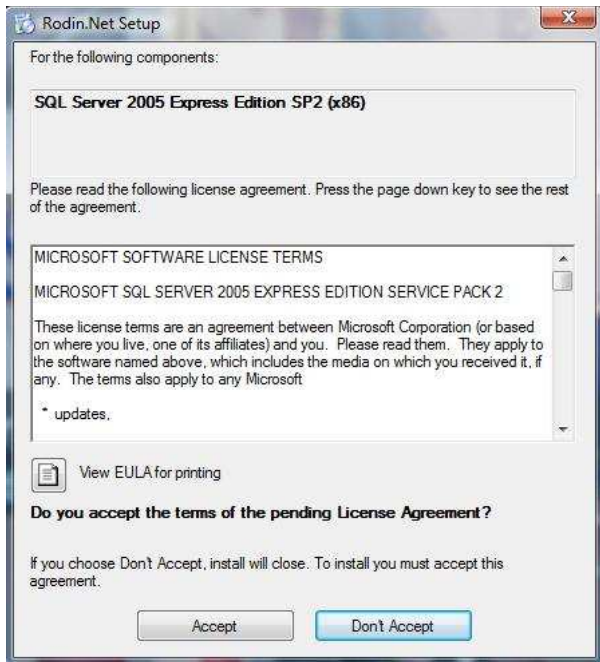 Rodin.Net Setup
For the following components:
SQL Server 2005 Express Edition SP2 (x86)
Please read the following license agreement. Press the page down key to see the rest
of the agreement.
MICROSOFT SOFTWARE LICENSE TERMS
MICROSOFT SQL SERVER 2005 EXPRESS EDITION SERVICE PACK 2
These license terms are an agreement between Microsoft Corporation (or based
on where you live, one of its affiliates) and you. Please read them. They apply to
the software named above, which includes the media on which you received it, if
any. The terms also apply to any Microsoft
* updates,
View EULA for printing
Do you accept the terms of the pending License Agreement?
If you choose Don't Accept, install will close. To install you must accept this
agreement.
Accept
Don't Accept